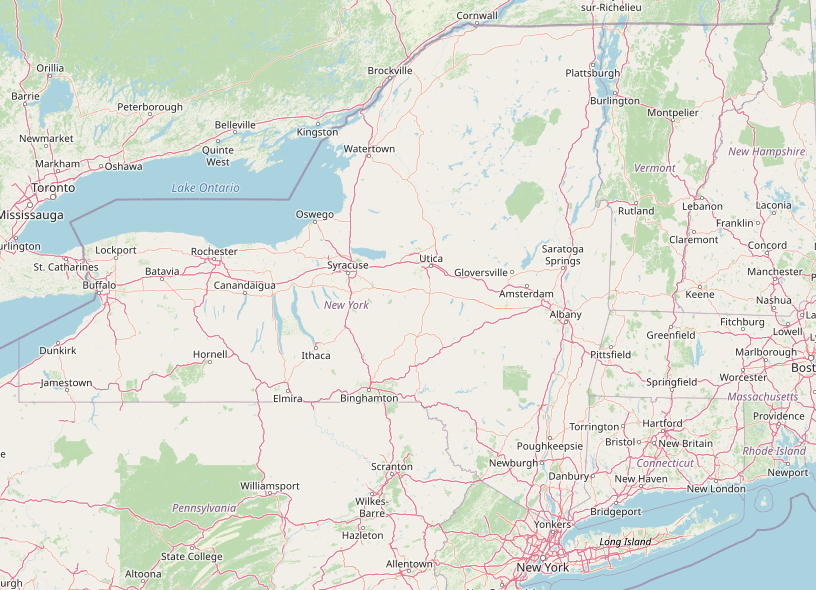 Cornwall
sur-Richelieu
Orillia
Brockville
Plattsburgh
Barrie
Peterborough
Burlington
Montpelier
Belleville
Kingston
Newmarket
Quinte
West
Watertown
New Hampshire
Markham
Oshawa
Vermont
Toronto
Lake Ontario
Lebanon
Laconia
Mississauga
Oswego
Rutland
Franklin
Claremont
urlington
Lockport
Rochester
Saratoga
Springs
Concord
St. Catharines
Batavia
Syracuse
Utica
Gloversville
Manchester
Buffalo
Canandaigua
Amsterdam
Keene
Nashua
New York
Albany
Fitchburg
La
Lowell
Greenfield
Dunkirk
Hornell
Ithaca
Pittsfield
Marlborough
Bost
Jamestown
Springfield
Worcester
Elmira
Binghamton
Massachusetts
Providence
Torrington
Hartford
Poughkeepsie
Bristol
New Britain
Rhode Island
e
Scranton
Newburgh
Connecticut
Newport
Williamsport
Danbury
New Haven
New London
Wilkes-
Barre
Pennsylvania
Bridgeport
Yonkers
Hazleton
Long Island
State College
Allentown
New York
Altoona
urgh